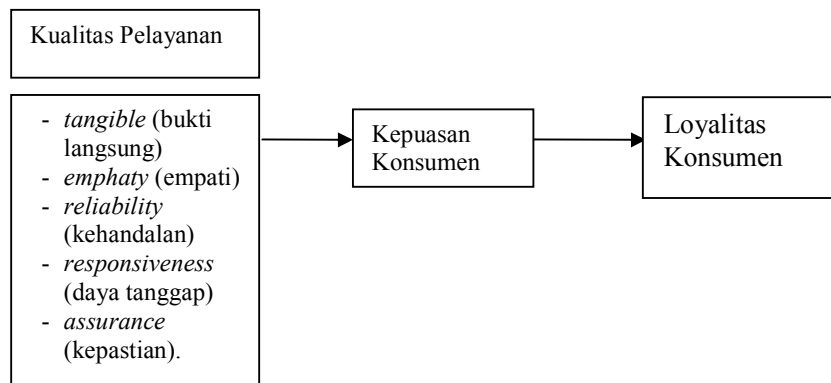 Kualitas Pelayanan
- tangible (bukti
langsung)
- emphaty (empati)
- reliability
(kehandalan)
- responsiveness
(daya tanggap)
- assurance
(kepastian).
Kepuasan
Konsumen
Loyalitas
Konsumen